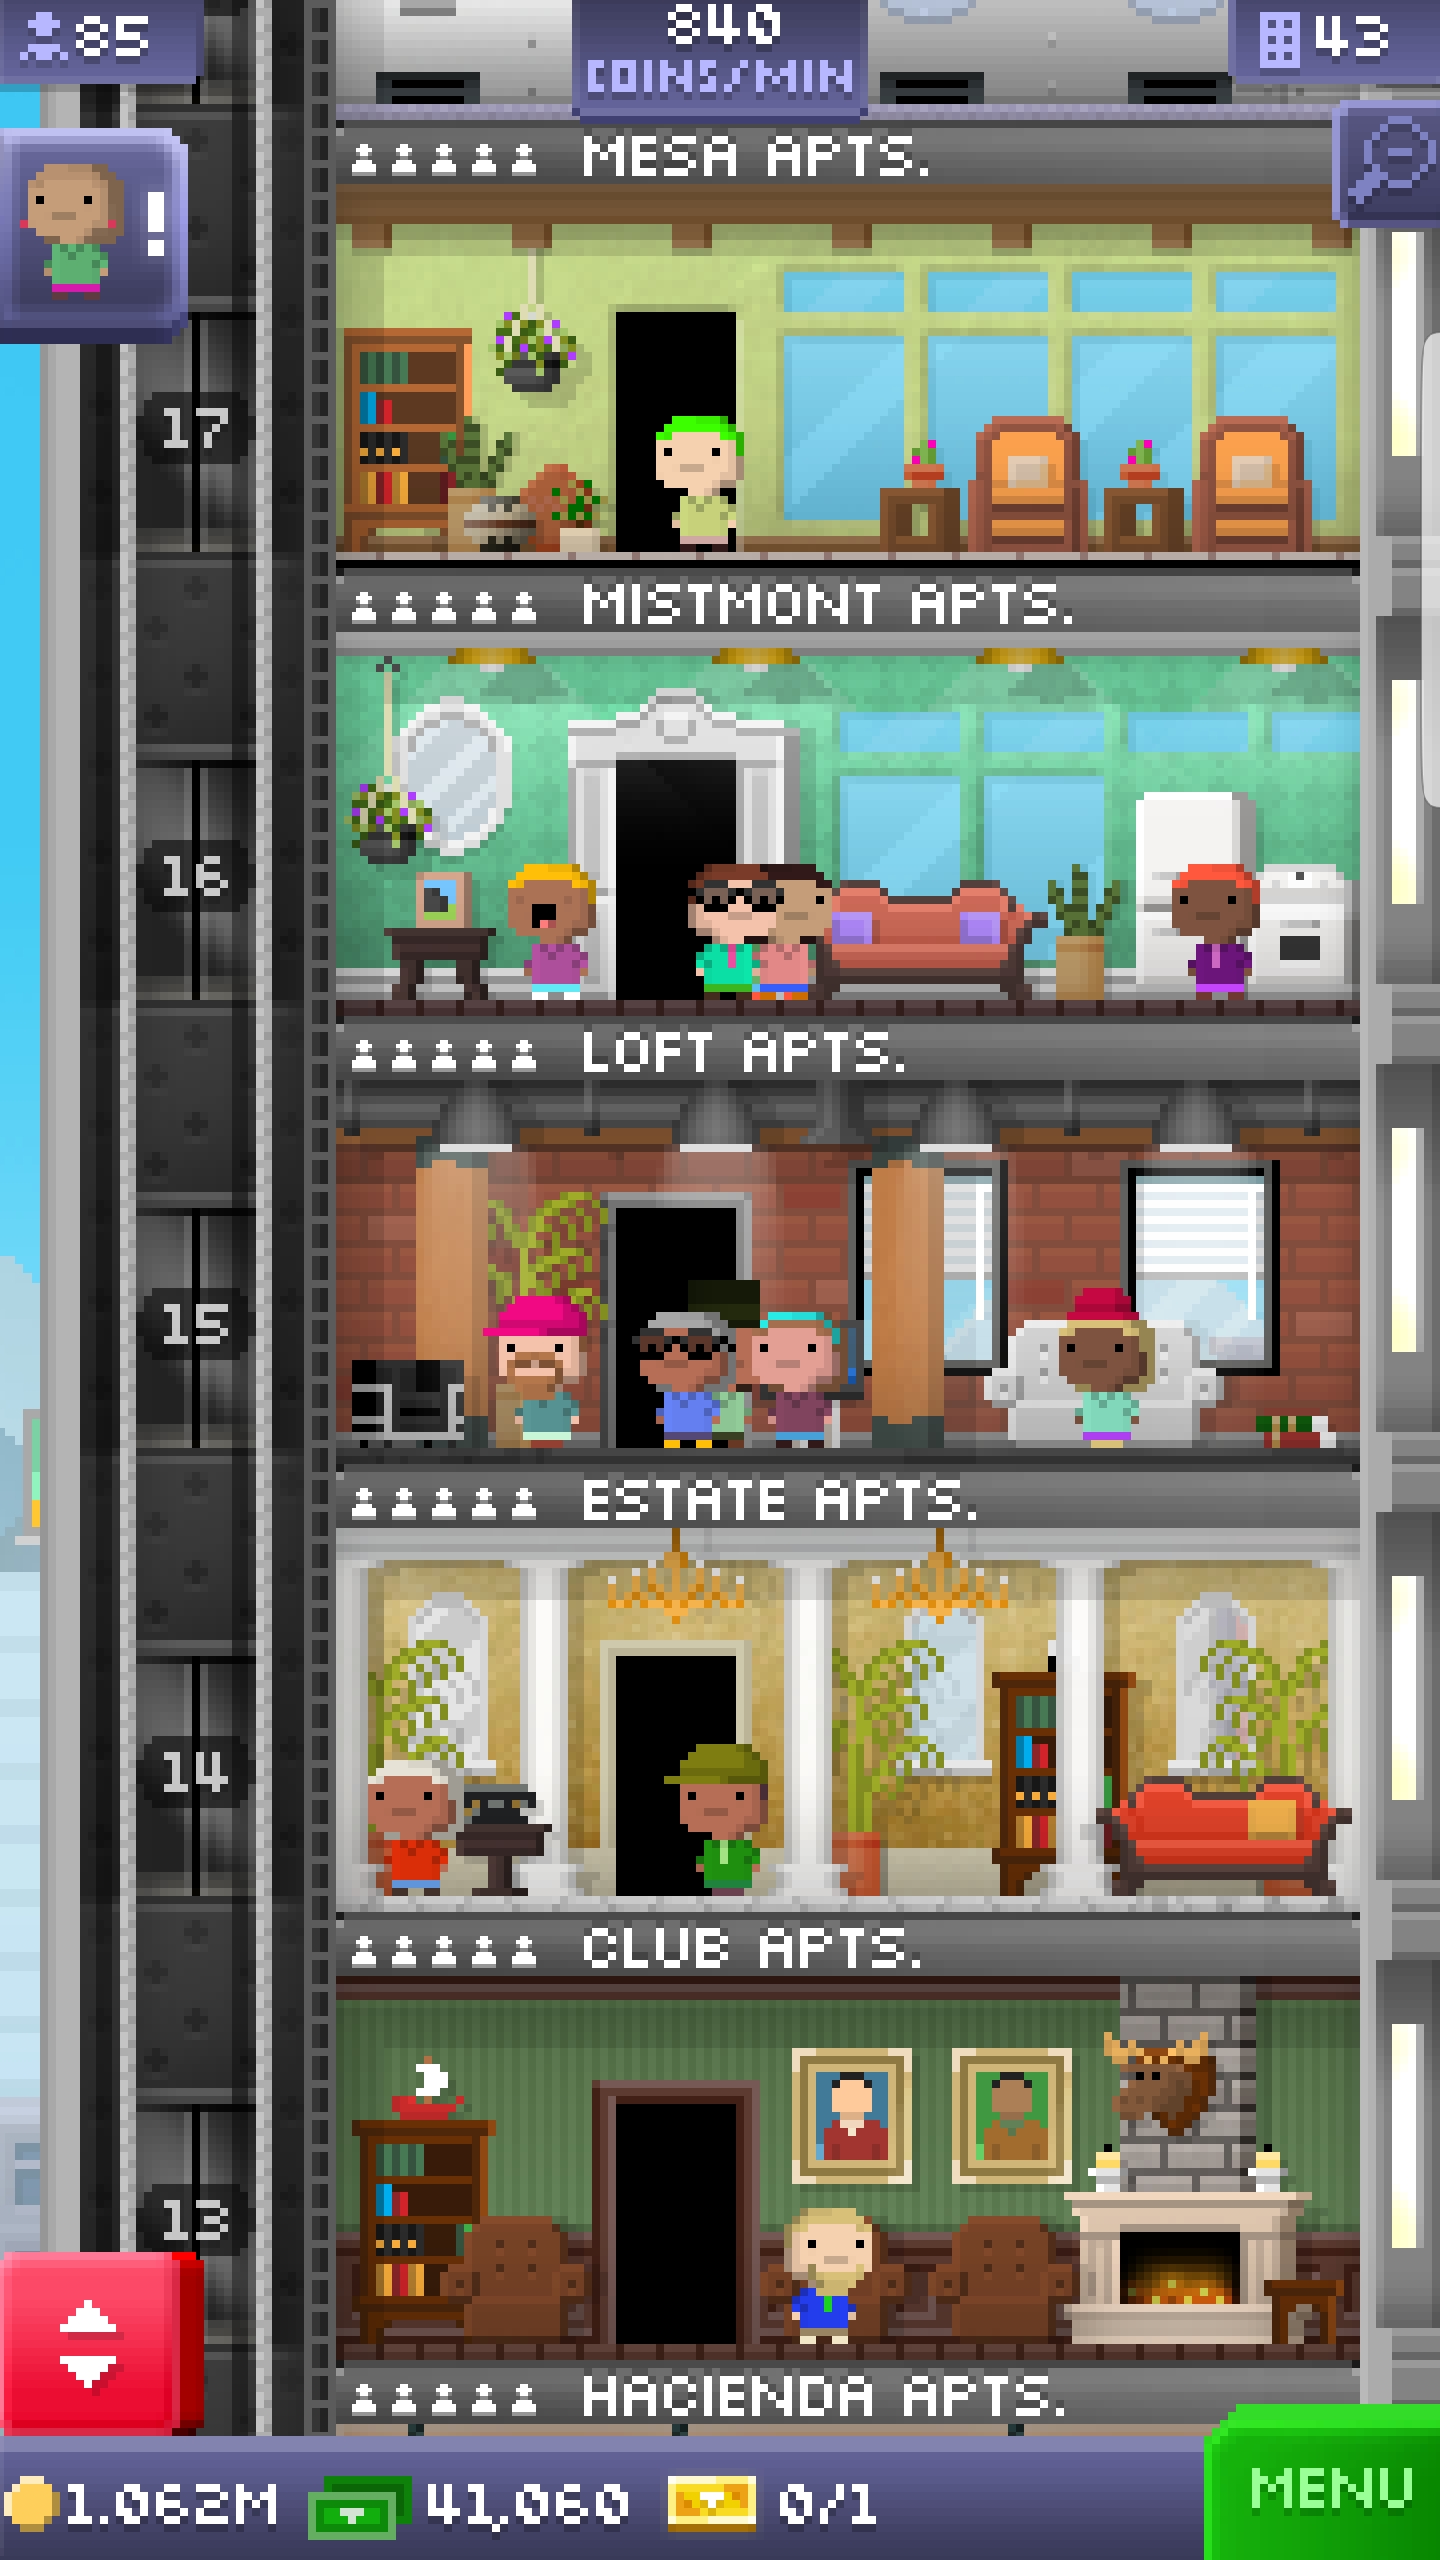 85
840
COINS/MIN
43
MESA APTS.
!
17
MISTMONT APTS.
16
LOFT APTS.
15
ESTATE APTS.
14
CLUB APTS.
13
HACIENDA APTS.
1.062M
41,060
0/1
MENU